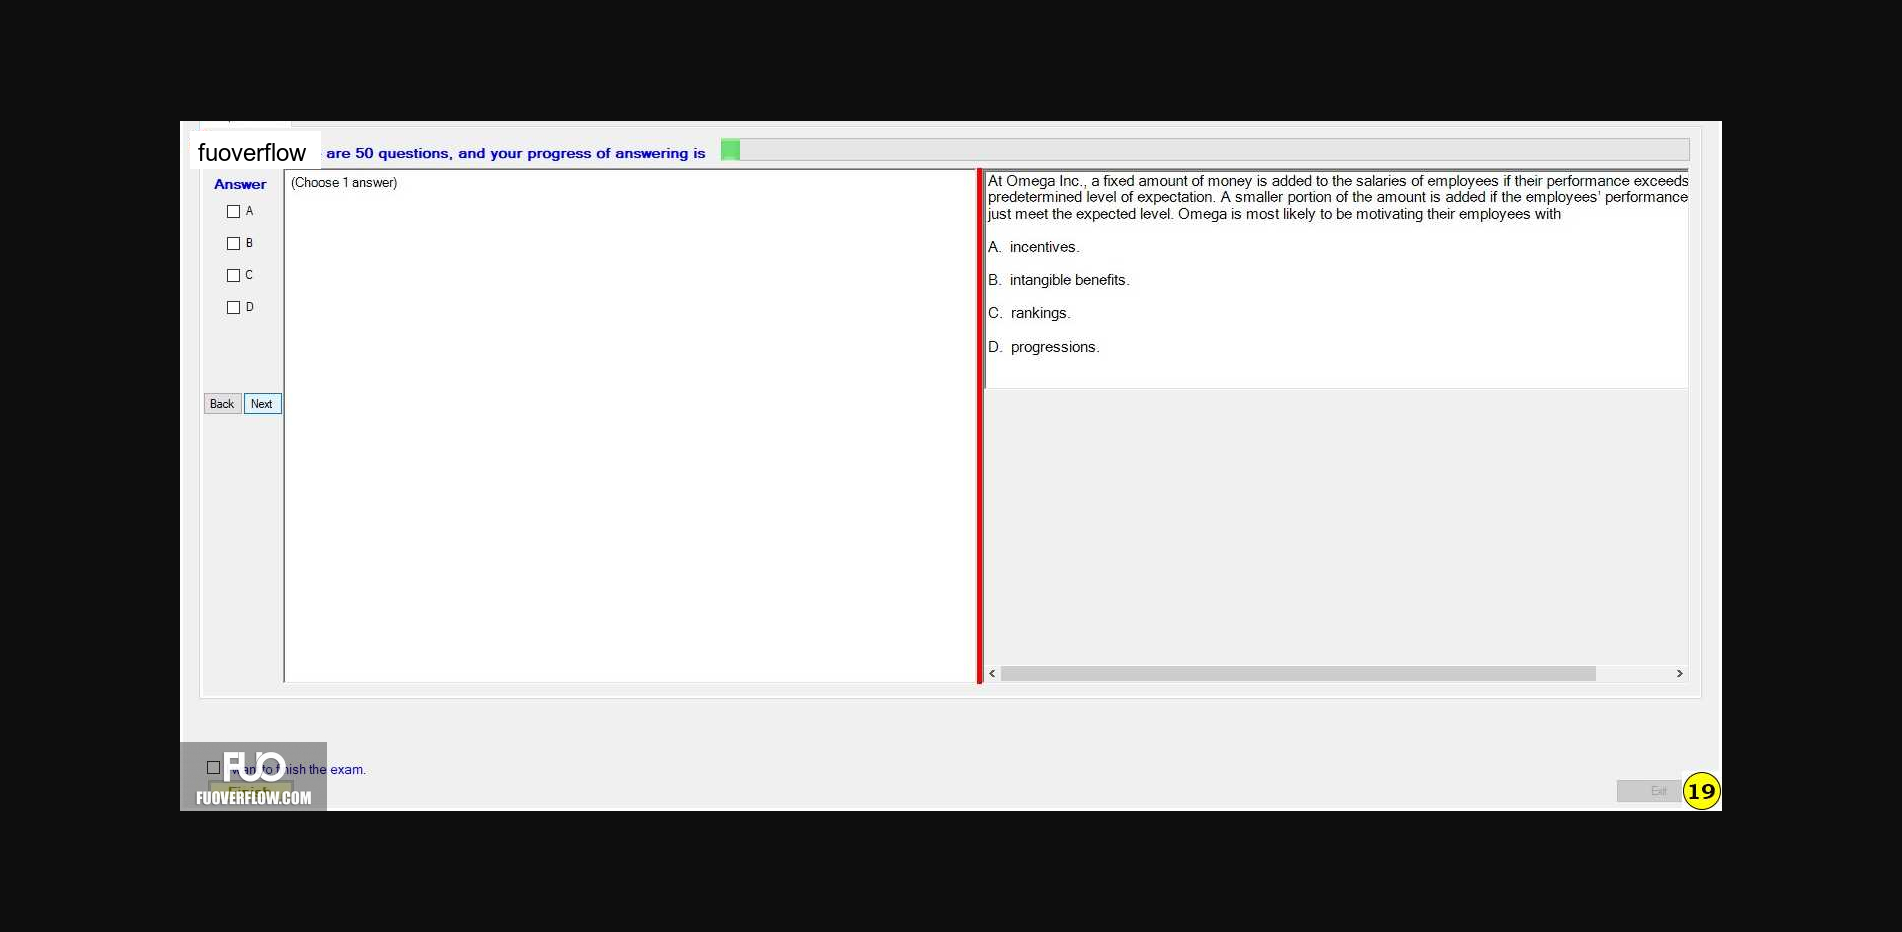 fuoverflow are 50 questions, and your progress of answering is
Answer
(Choose 1 answer)
A
B
C
D
Back Next
At Omega Inc., a fixed amount of money is added to the salaries of employees if their performance exceeds
predetermined level of expectation. A smaller portion of the amount is added if the employees' performance
just meet the expected level. Omega is most likely to be motivating their employees with
A. incentives.
B. intangible benefits.
C. rankings.
D. progressions.
FUO
to finish the exam.
Finish
FUOVERFLOW.COM
Exit
19